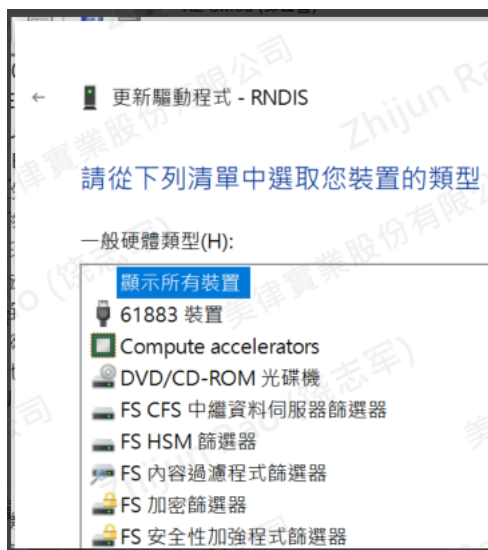 ← 更新驅動程式 - RNDIS
請從下列清單中選取您裝置的類型
一般硬體類型(H):
顯示所有裝置
61883 裝置
Compute accelerators
DVD/CD-ROM 光碟機
FS CFS 中繼資料伺服器篩選器
FS HSM 篩選器
FS 內容過濾程式篩選器
FS 加密篩選器
FS 安全性加強程式篩選器